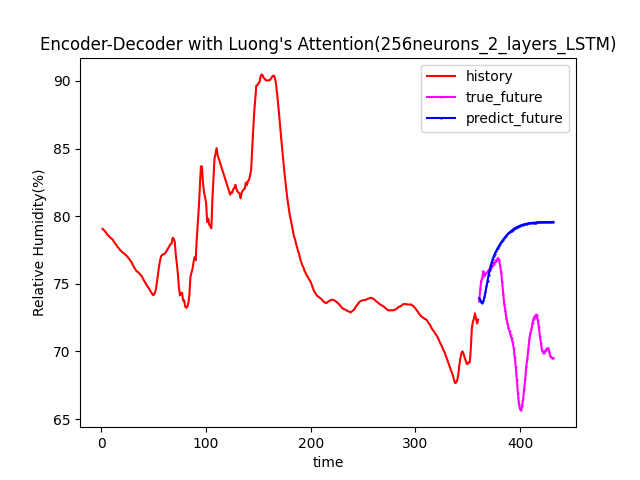 Encoder-Decoder with Luong's Attention(256neurons_2_layers_LSTM)
history
true_future
predict_future
90
85
80
75
70
65
Relative Humidity(%)
0 100 200 300 400
time